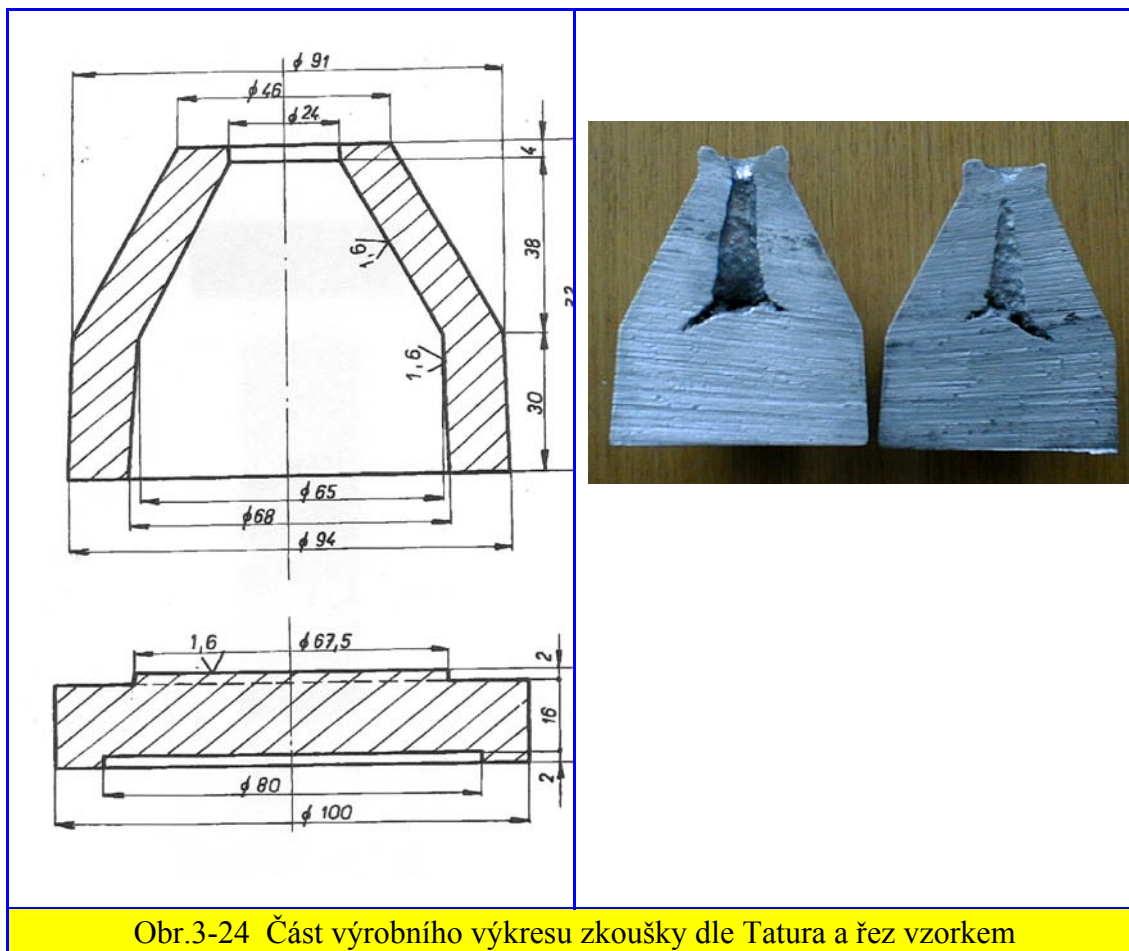 ϕ 91
ϕ 46
ϕ 24
4
38
1,6
1,6
30
ϕ 65
ϕ 68
ϕ 94
1,6
ϕ 67,5
2
16
2
ϕ 80
ϕ 100
Obr.3-24 Část výrobního výkresu zkoušky dle Tatura a řez vzorkem